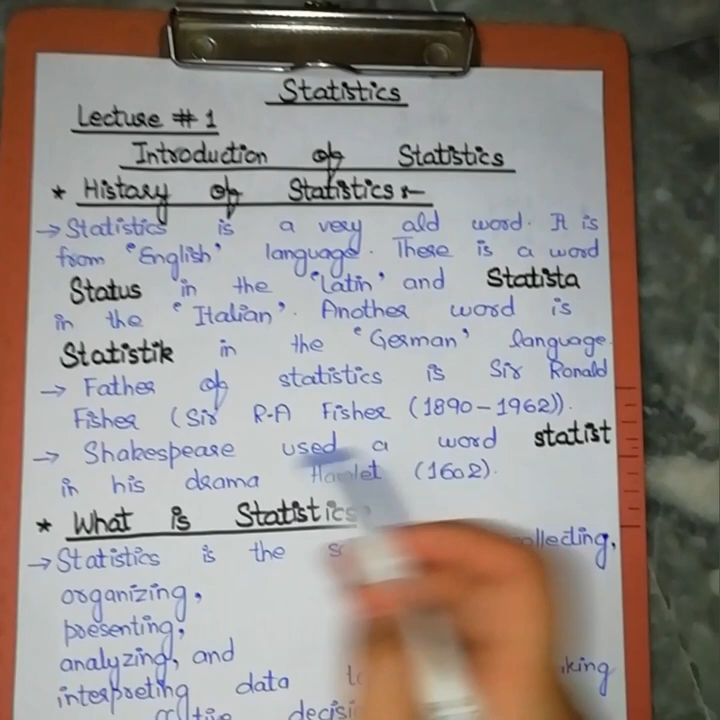 Statistics
Lecture # 1
Introduction of Statistics
* History of Statistics:-
→ Statistics is a very old word. It is
from "English" language. There is a word
Status in the "Latin" and Statista
in the "Italian". Another word is
Statistik in the "German" language.
→ Father of statistics is Sir Ronald
Fisher (Sir R-A Fisher (1890-1962)).
→ Shakespeare used a word statist
in his drama Hamlet (1602).
* What is Statistics
→ Statistics is the
organizing,
presenting,
analyzing, and
interpreting data